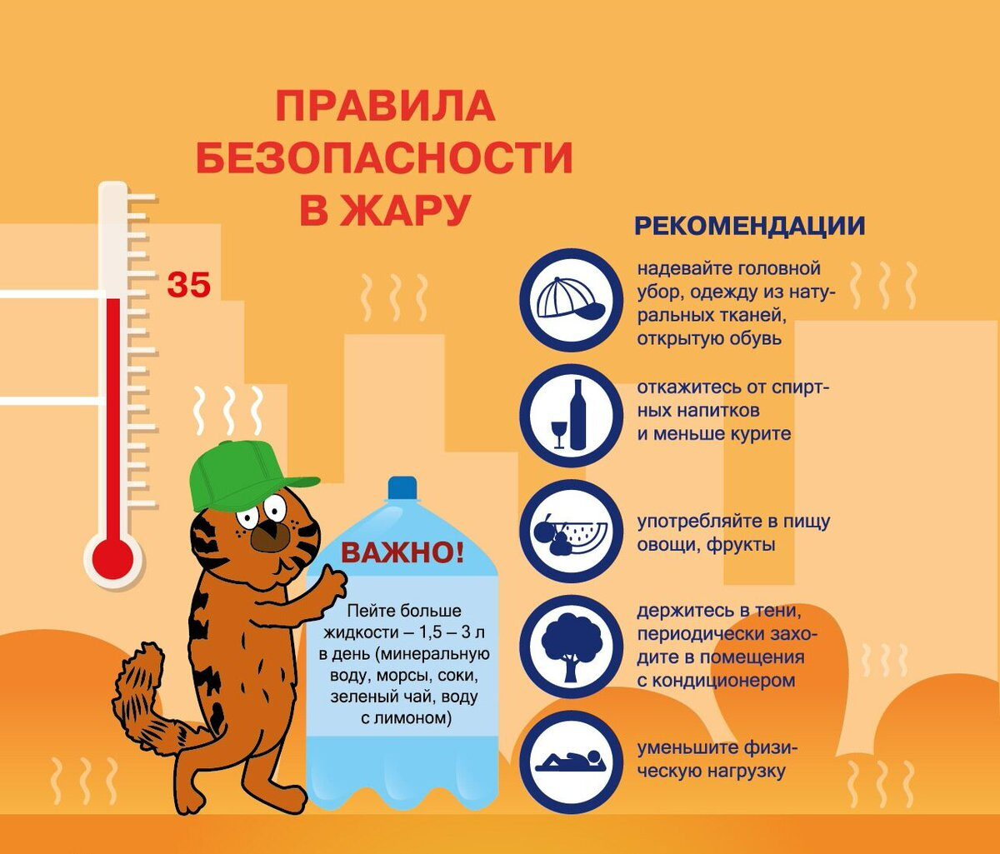 ПРАВИЛА
БЕЗОПАСНОСТИ
В ЖАРУ
35
РЕКОМЕНДАЦИИ
надевайте головной
убор, одежду из нату-
ральных тканей,
открытую обувь
откажитесь от спирт-
ных напитков
и меньше курите
употребляйте в пищу
овощи, фрукты
держитесь в тени,
периодически захо-
дите в помещения
с кондиционером
уменьшите физи-
ческую нагрузку
ВАЖНО!
Пейте больше
жидкости – 1,5 – 3 л
в день (минеральную
воду, морсы, соки,
зеленый чай, воду
с лимоном)